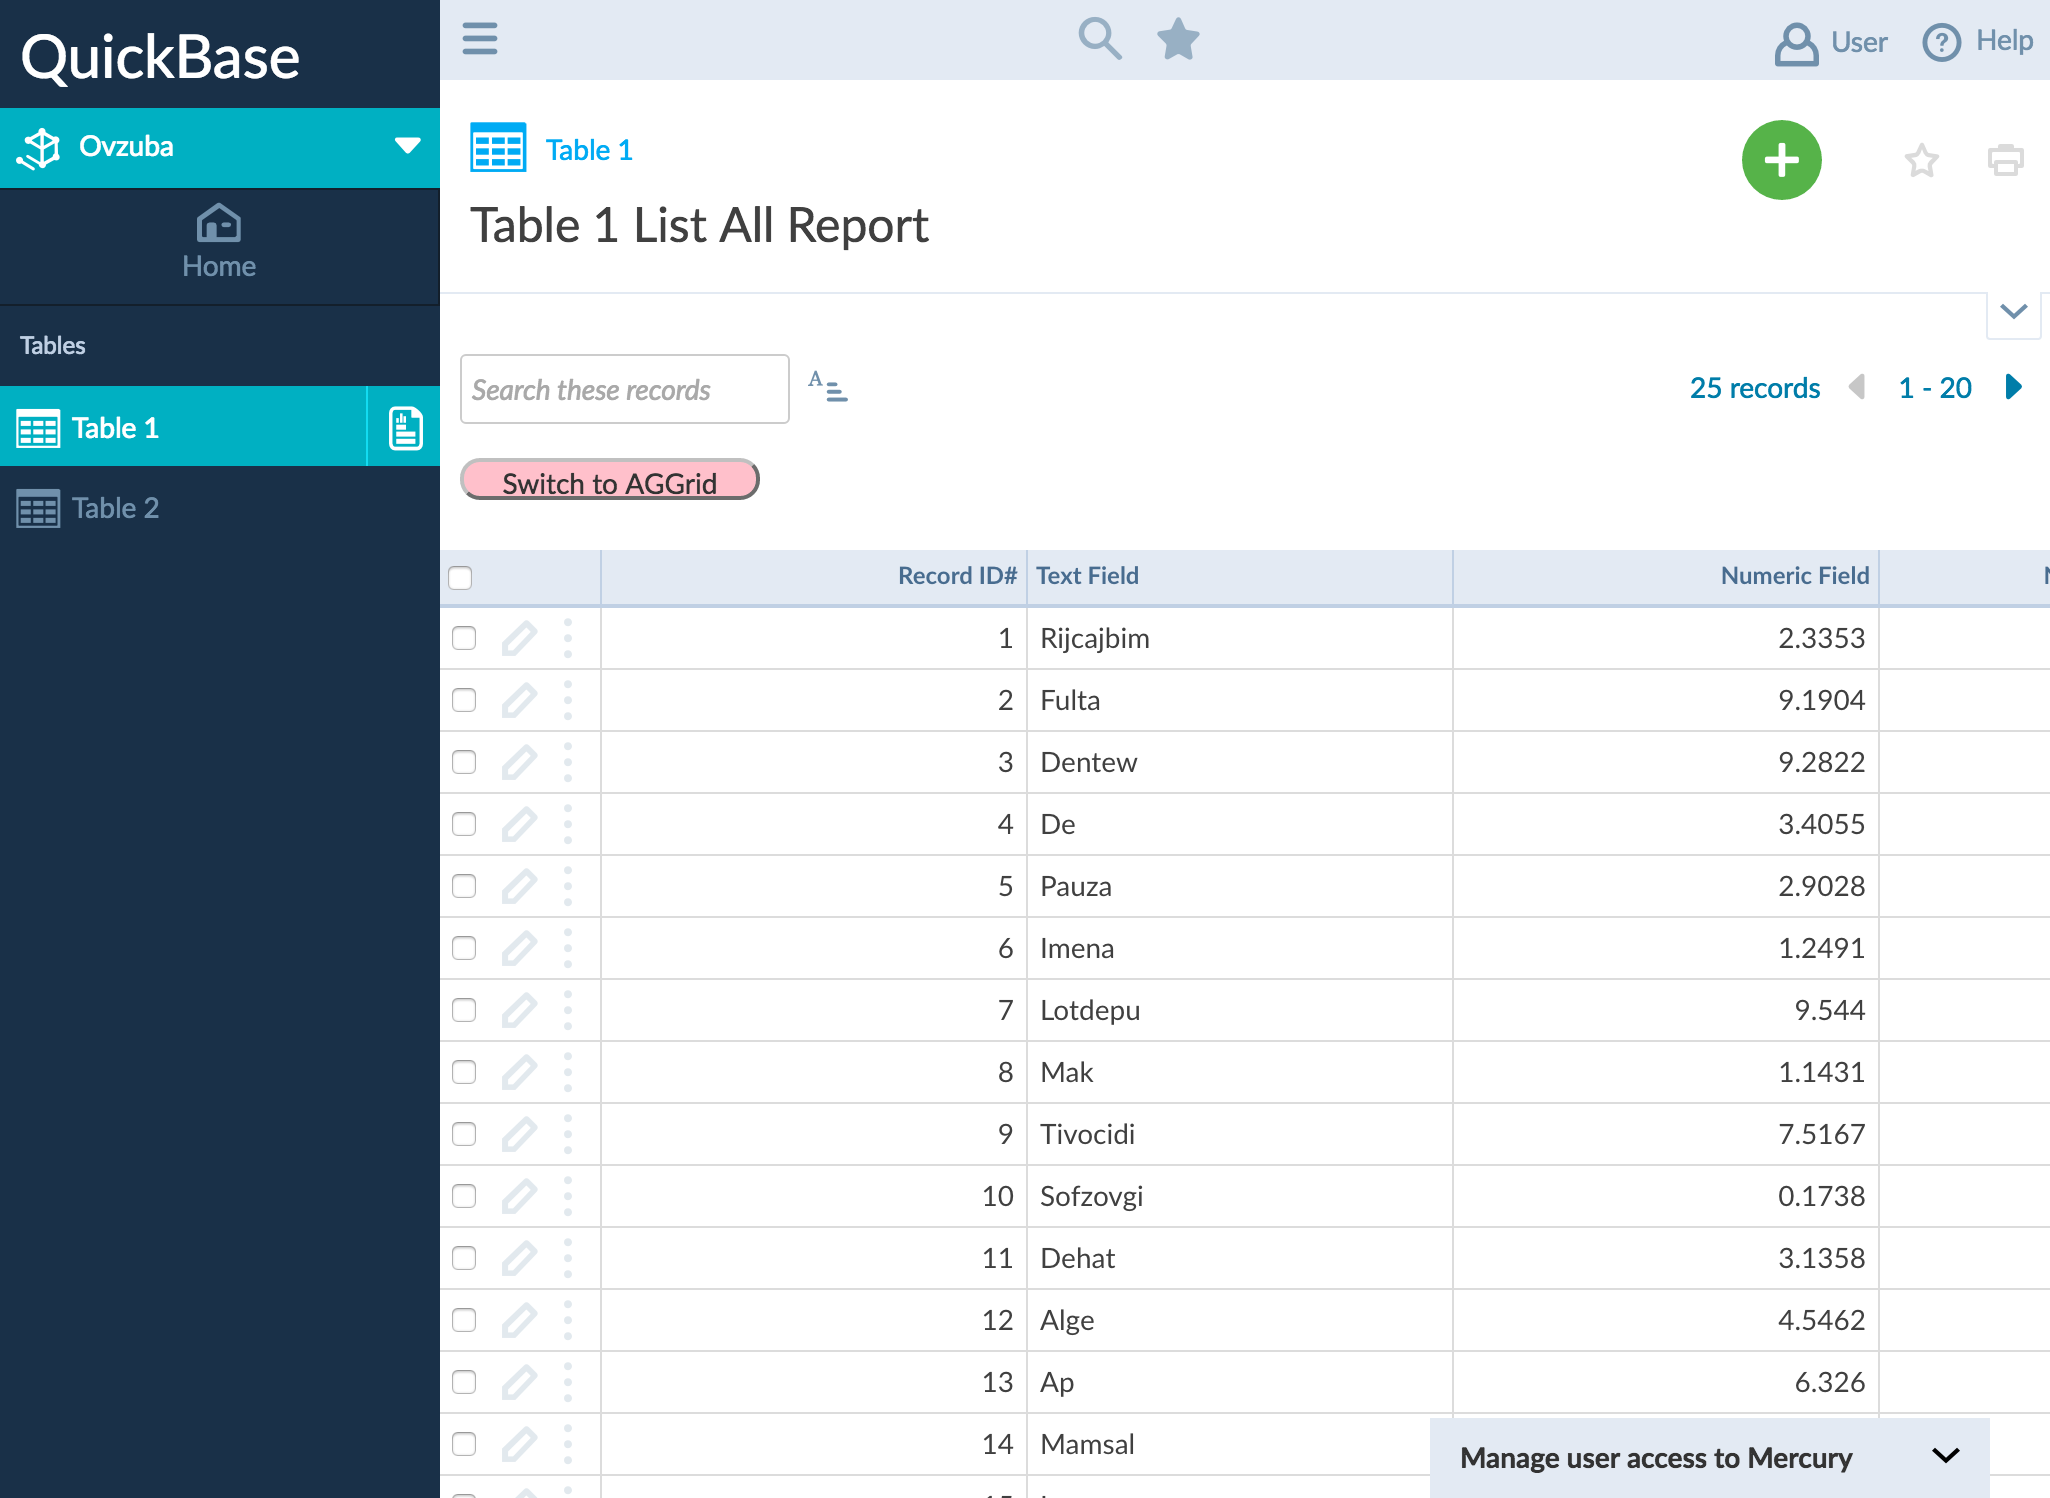 QuickBase
Ovzuba
Home
Tables
Table 1
Table 2
User
Help
Table 1
Table 1 List All Report
Search these records
A
25 records
1 - 20
Switch to AGGrid
Record ID# Text Field Numeric Field
1 Rijcajbim 2.3353
2 Fulta 9.1904
3 Dentew 9.2822
4 De 3.4055
5 Pauza 2.9028
6 Imena 1.2491
7 Lotdepu 9.544
8 Mak 1.1431
9 Tivocidi 7.5167
10 Sofzovgi 0.1738
11 Dehat 3.1358
12 Alge 4.5462
13 Ap 6.326
14 Mamsal
Manage user access to Mercury